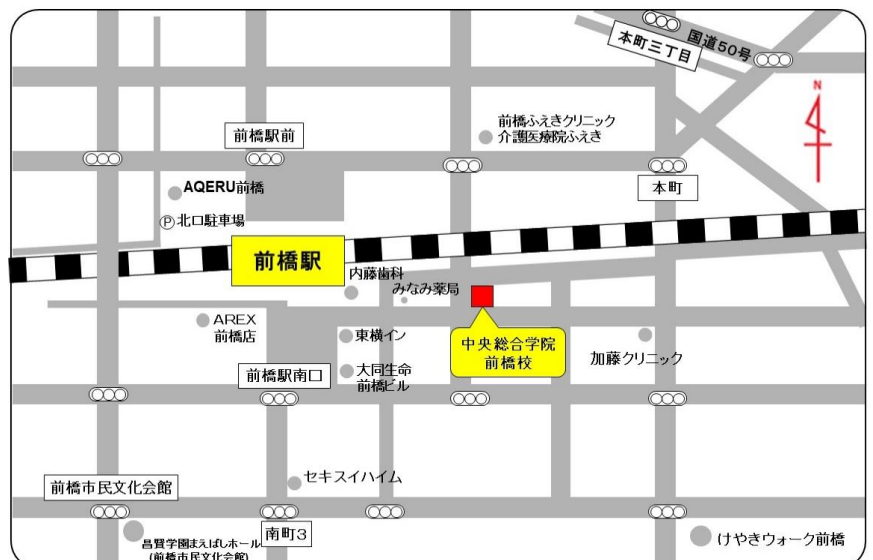 国道50号
本町三丁目
N
前橋ふえきクリニック
介護医療院ふえき
前橋駅前
本町
AQERU前橋
Ⓟ北口駐車場
前橋駅
内藤歯科
みなみ薬局
AREX
前橋店
東横イン
中央総合学院
前橋校
加藤クリニック
大同生命
前橋ビル
前橋駅南口
セキスイハイム
前橋市民文化会館
南町3
昌賢学園まえばしホール
(前橋市民文化会館)
けやきウォーク前橋